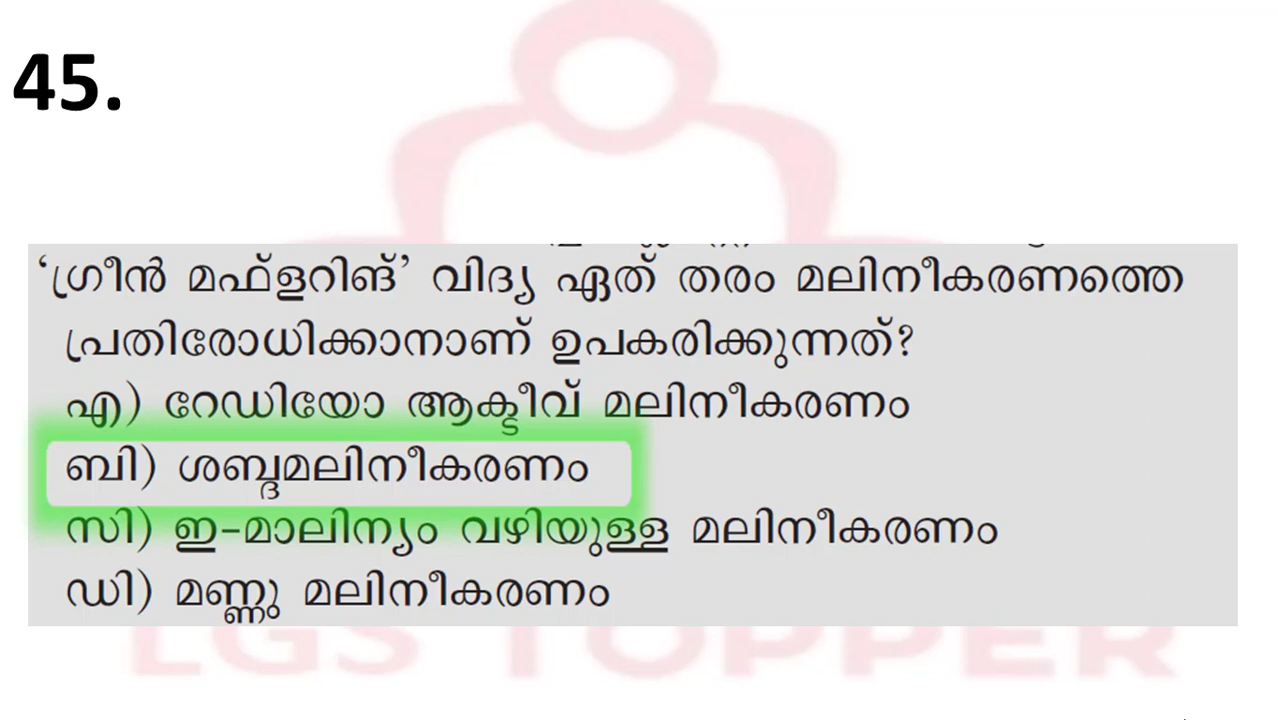 45.
‘ഗ്രീൻ മഫ്ളറിങ്’ വിദ്യ ഏത് തരം മലിനീകരണത്തെ
പ്രതിരോധിക്കാനാണ് ഉപകരിക്കുന്നത്?
എ) റേഡിയോ ആക്ടീവ് മലിനീകരണം
ബി) ശബ്ദമലിനീകരണം
സി) ഇ-മാലിന്യം വഴിയുള്ള മലിനീകരണം
ഡി) മണ്ണു മലിനീകരണം
LGS TOPPER